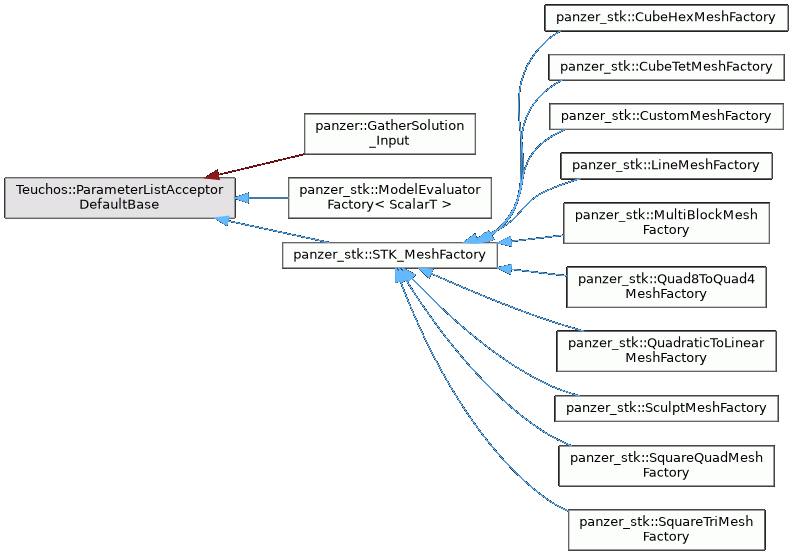 panzer_stk::CubeHexMeshFactory
panzer_stk::CubeTetMeshFactory
panzer_stk::CustomMeshFactory
panzer::GatherSolution
_Input
panzer_stk::LineMeshFactory
Teuchos::ParameterListAcceptor
DefaultBase
panzer_stk::ModelEvaluator
Factory< ScalarT >
panzer_stk::MultiBlockMesh
Factory
panzer_stk::STK_MeshFactory
panzer_stk::Quad8ToQuad4
MeshFactory
panzer_stk::QuadraticToLinear
MeshFactory
panzer_stk::SculptMeshFactory
panzer_stk::SquareQuadMesh
Factory
panzer_stk::SquareTriMesh
Factory